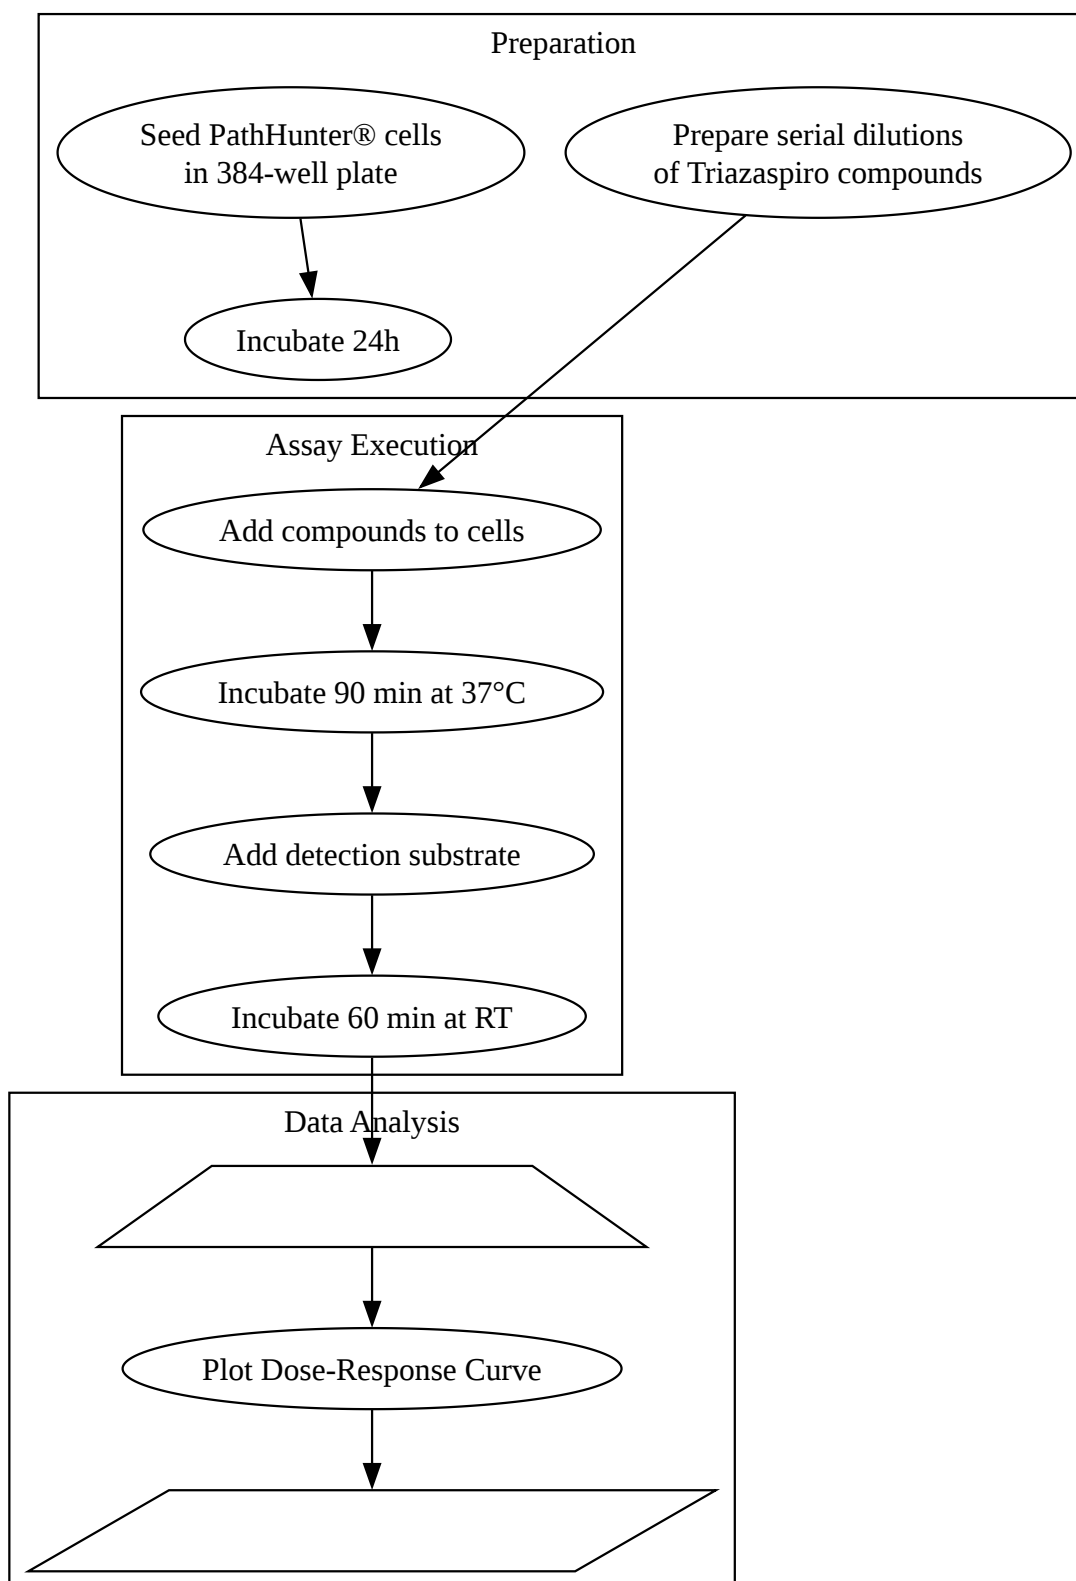 Preparation
Seed PathHunter® cells
in 384-well plate
Prepare serial dilutions
of Triazaspiro compounds
Incubate 24h
Assay Execution
Add compounds to cells
Incubate 90 min at 37°C
Add detection substrate
Incubate 60 min at RT
Data Analysis
Plot Dose-Response Curve